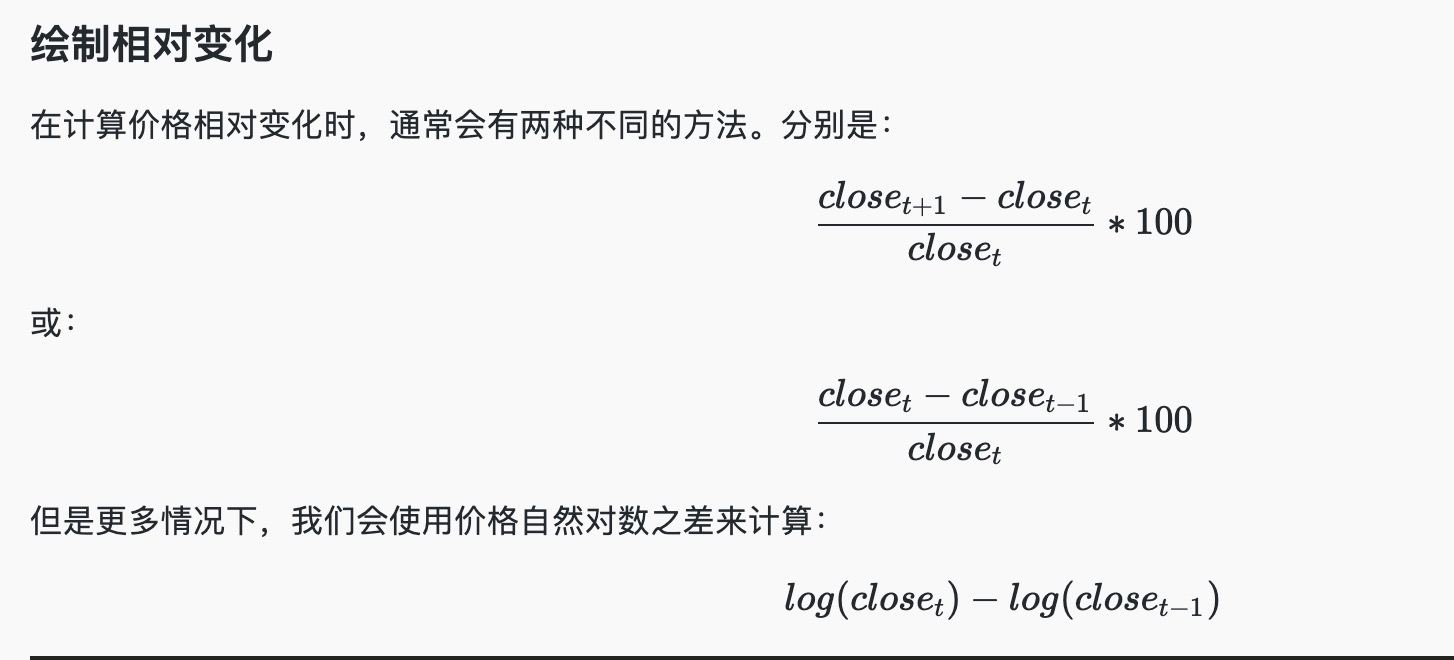 绘制相对变化
在计算价格相对变化时，通常会有两种不同的方法。分别是：
\frac{close_{t+1} - close_t}{close_t} * 100
或：
\frac{close_t - close_{t-1}}{close_t} * 100
但是更多情况下，我们会使用价格自然对数之差来计算：
log(close_t) - log(close_{t-1})